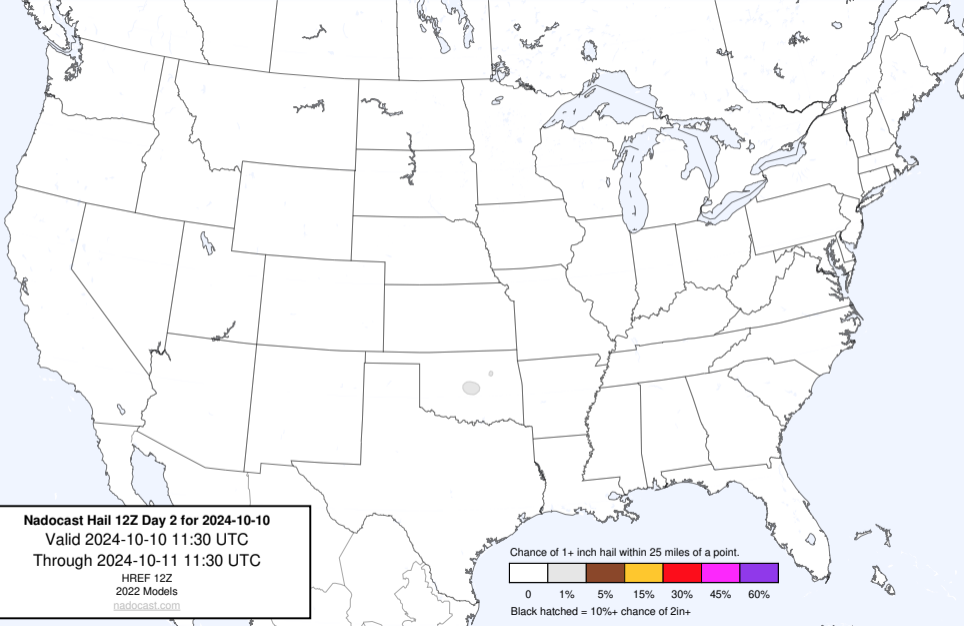 Nadocast Hail 12Z Day 2 for 2024-10-10
Valid 2024-10-10 11:30 UTC
Through 2024-10-11 11:30 UTC
HREF 12Z
2022 Models
nadocast.com
Chance of 1+ inch hail within 25 miles of a point.
0 1% 5% 15% 30% 45% 60%
Black hatched = 10%+ chance of 2in+